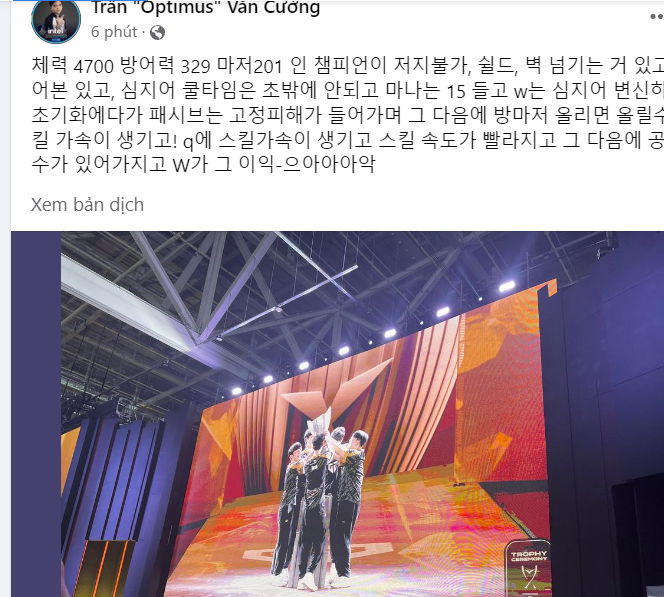 Trần "Optimus" Văn Cường
6 phút
체력 4700 방어력 329 마저201 인 챔피언이 저지불가, 쉴드, 벽 넘기는 거 있고
어본 있고, 심지어 쿨타임은 초밖에 안되고 마나는 15 들고 w는 심지어 변신하
초기화에다가 패시브는 고정피해가 들어가며 그 다음에 방마저 올리면 올릴수
킬 가속이 생기고! q에 스킬가속이 생기고 스킬 속도가 빨라지고 그 다음에 공
수가 있어가지고 W가 그 이익-으아아아악
Xem bản dịch
intel
TROPHY
CEREMONY